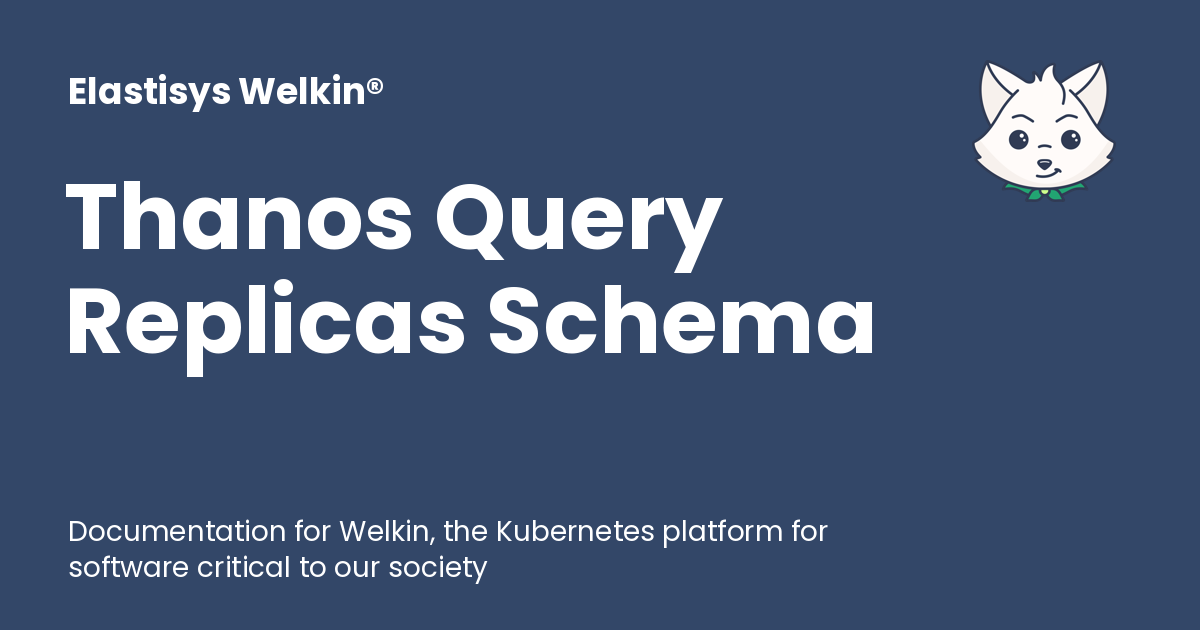 Elastisys Welkin®
Thanos Query
Replicas Schema
Documentation for Welkin, the Kubernetes platform for
software critical to our society